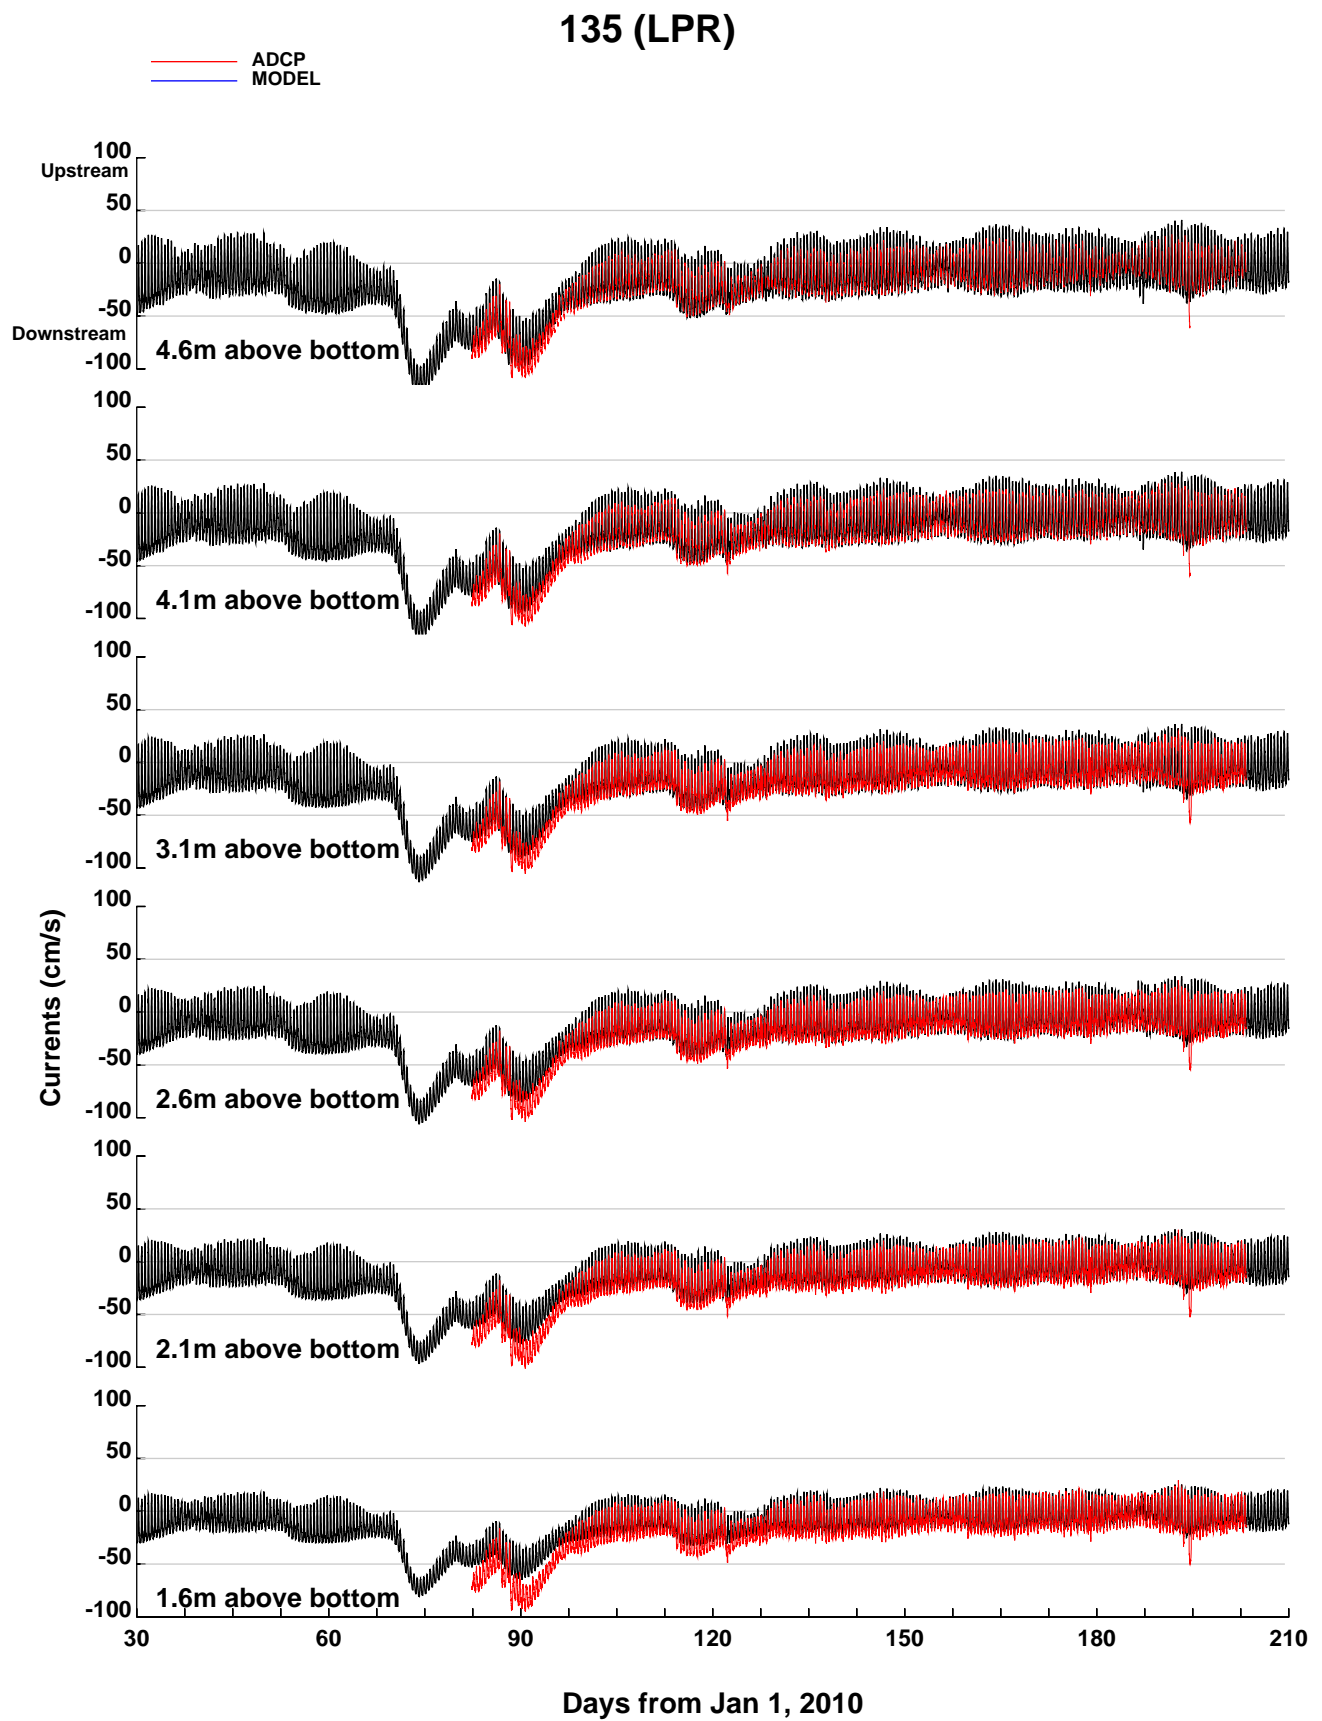 135 (LPR)
ADCP
MODEL
100
Upstream
50
0
-50
Downstream
-100
4.6m above bottom
100
50
0
-50
-100
4.1m above bottom
100
50
0
-50
-100
3.1m above bottom
Currents (cm/s)
100
50
0
-50
-100
2.6m above bottom
100
50
0
-50
-100
2.1m above bottom
100
50
0
-50
-100
1.6m above bottom
30 60 90 120 150 180 210
Days from Jan 1, 2010